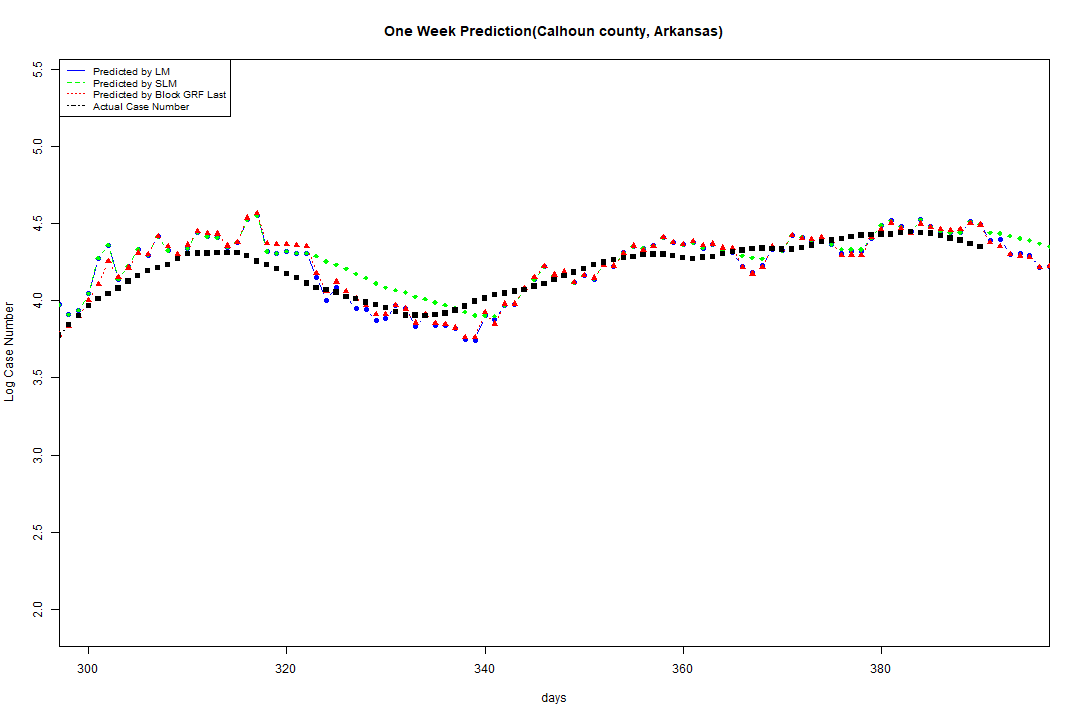 One Week Prediction(Calhoun county, Arkansas)
Predicted by LM
Predicted by SLM
Predicted by Block GRF Last
Actual Case Number
5.5
5.0
4.5
4.0
3.5
3.0
2.5
2.0
Log Case Number
300 320 340 360 380
days